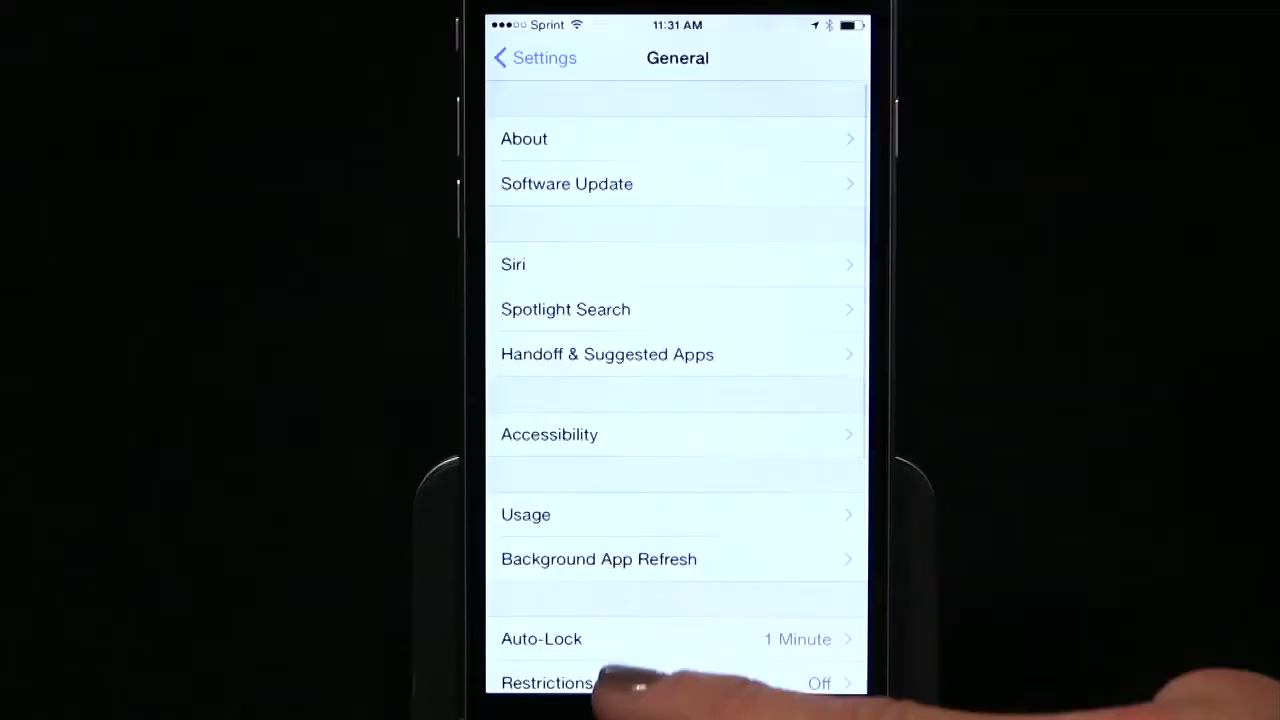 Sprint 11:31 AM
Settings General
About
Software Update
Siri
Spotlight Search
Handoff & Suggested Apps
Accessibility
Usage
Background App Refresh
Auto-Lock 1 Minute
Restrictions Off